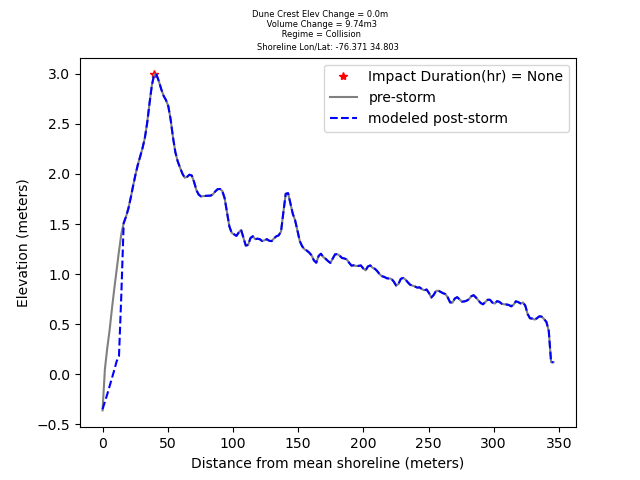 Dune Crest Elev Change = 0.0m
Volume Change = 9.74m3
Regime = Collision
Shoreline Lon/Lat: -76.371 34.803
Impact Duration(hr) = None
pre-storm
modeled post-storm
Elevation (meters)
3.0
2.5
2.0
1.5
1.0
0.5
0.0
−0.5
0 50 100 150 200 250 300 350
Distance from mean shoreline (meters)